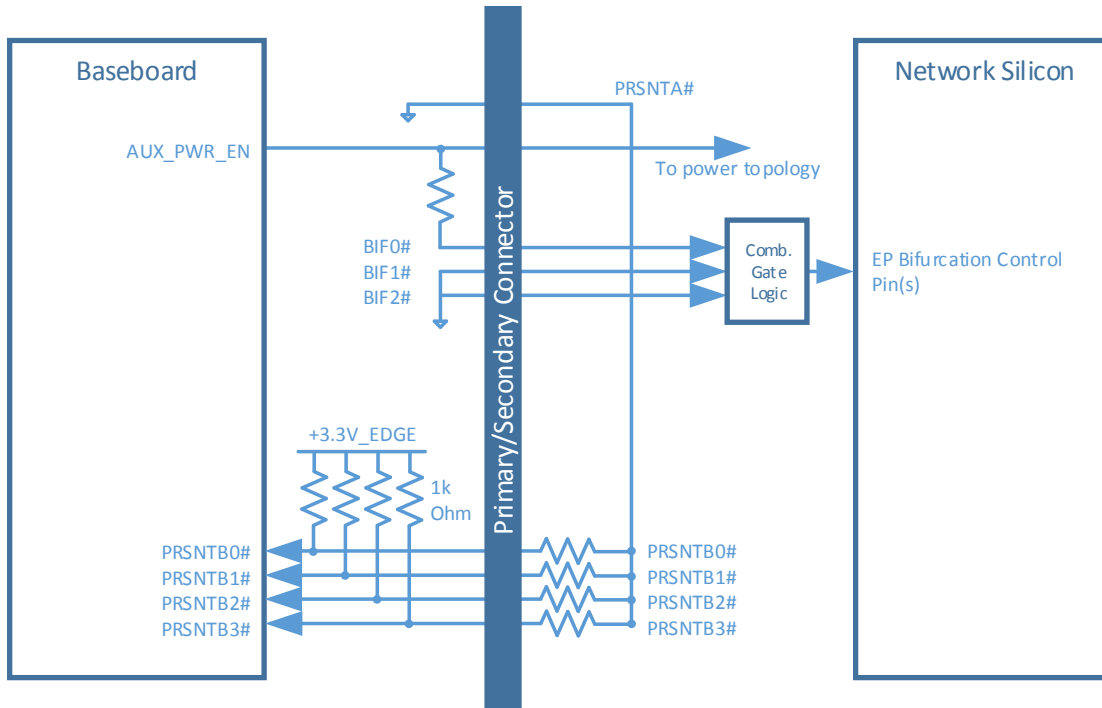 Baseboard
Network Silicon
PRSNTA#
AUX_PWR_EN
To power topology
Primary/Secondary Connector
BIF0#
BIF1#
BIF2#
Comb.
Gate
Logic
EP Bifurcation Control
Pin(s)
+3.3V_EDGE
1k
Ohm
PRSNTB0#
PRSNTB1#
PRSNTB2#
PRSNTB3#
PRSNTB0#
PRSNTB1#
PRSNTB2#
PRSNTB3#